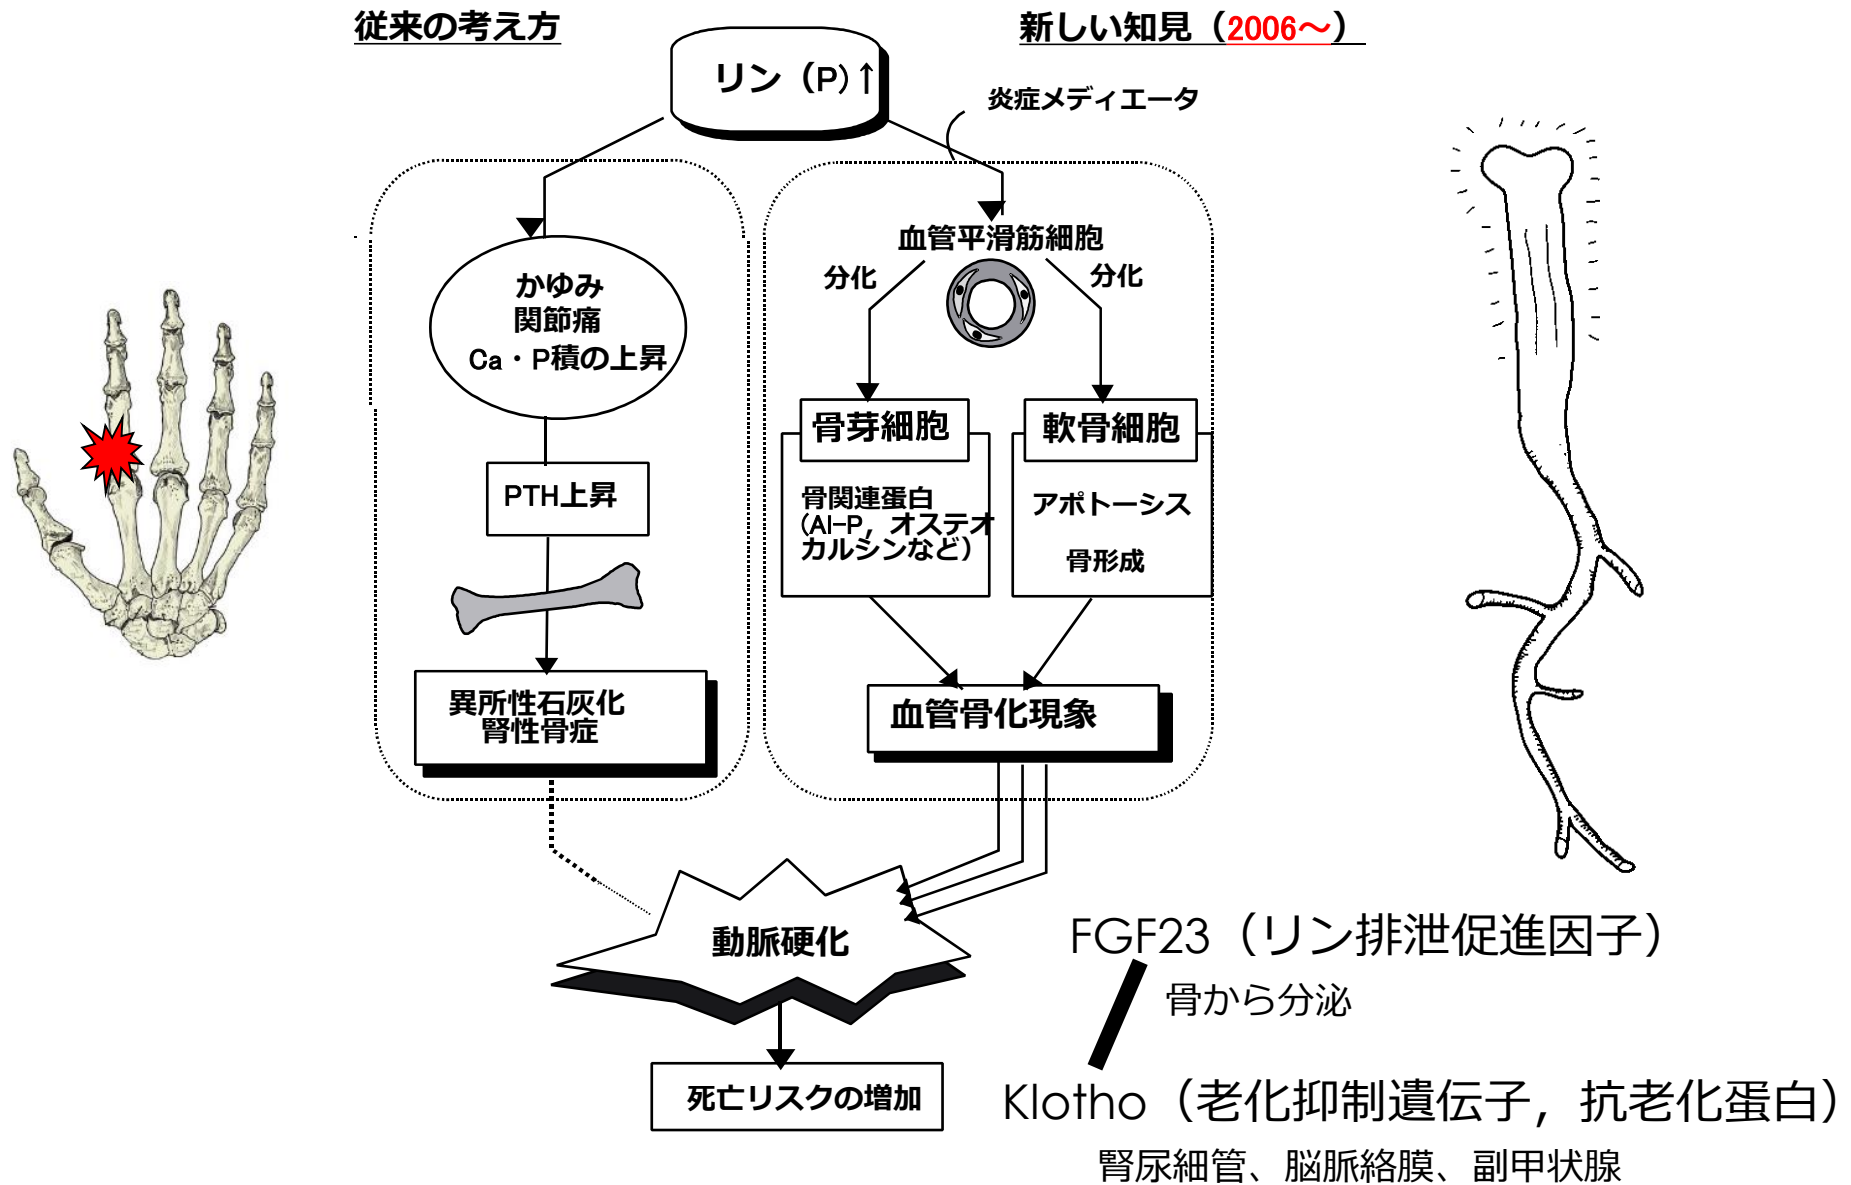 従来の考え方
新しい知見（2006～）
リン（P）↑
炎症メディエータ
かゆみ
関節痛
Ca・P積の上昇
PTH上昇
異所性石灰化
腎性骨症
血管平滑筋細胞
分化
分化
骨芽細胞
骨関連蛋白
(Al-P, オステオ
カルシンなど）
軟骨細胞
アポトーシス
骨形成
血管骨化現象
動脈硬化
死亡リスクの増加
FGF23（リン排泄促進因子）
骨から分泌
Klotho（老化抑制遺伝子，抗老化蛋白）
腎尿細管、脳脈絡膜、副甲状腺